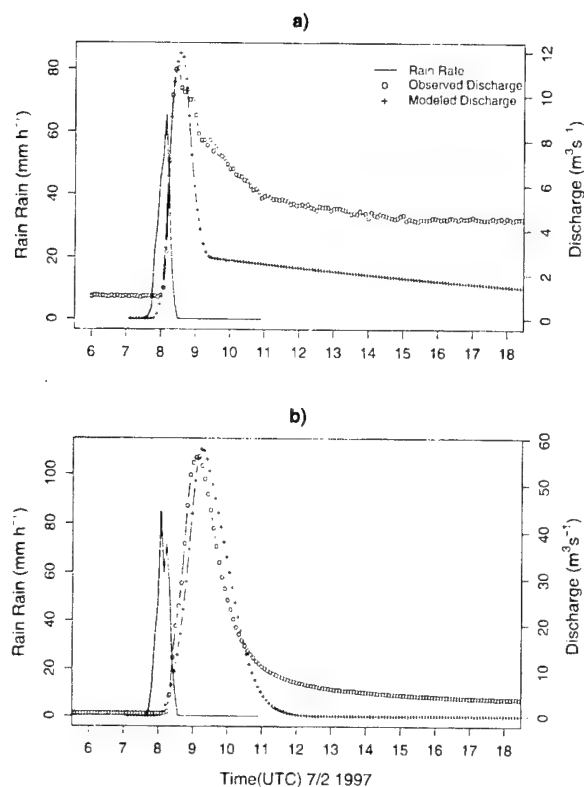 a)
Rain Rate
Observed Discharge
Modeled Discharge
Rain Rain (mm h⁻¹)
80
60
40
20
0
Discharge (m³s⁻¹)
12
10
8
6
4
2
0
6 7 8 9 10 11 12 13 14 15 16 17 18
b)
Rain Rain (mm h⁻¹)
100
80
60
40
20
0
Discharge (m³s⁻¹)
60
50
40
30
20
10
0
6 7 8 9 10 11 12 13 14 15 16 17 18
Time(UTC) 7/2 1997